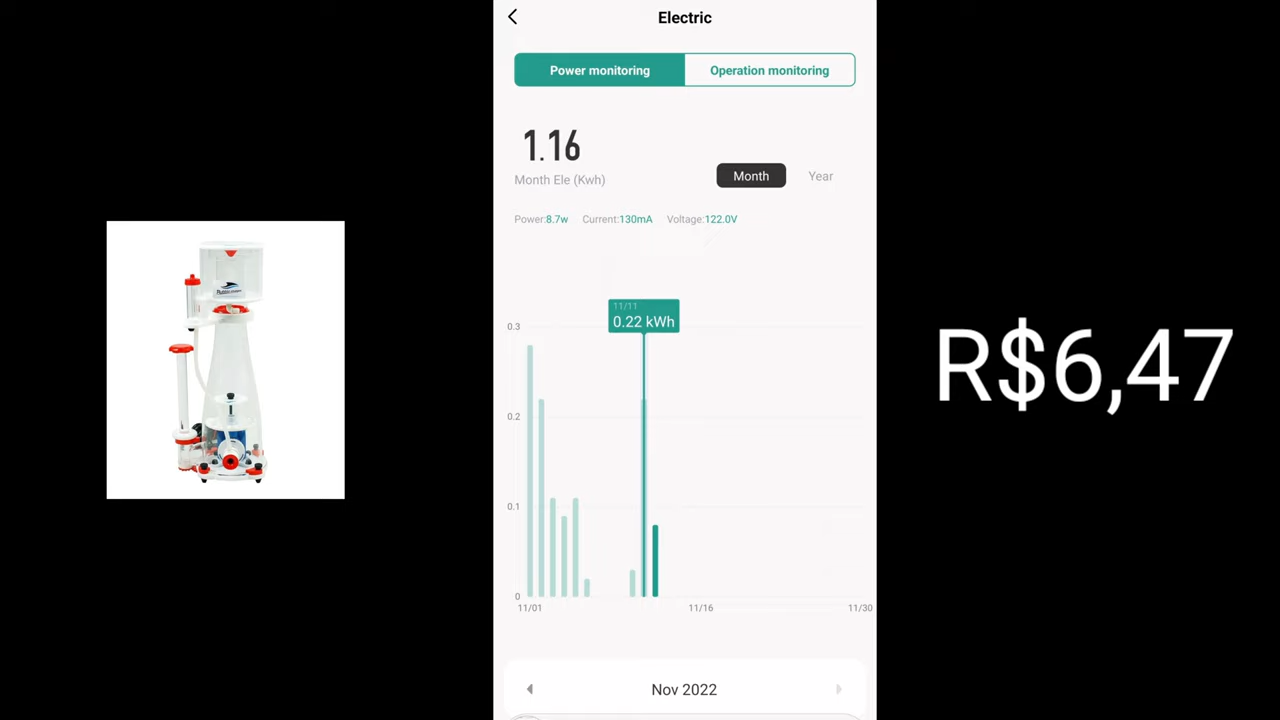 Electric
Power monitoring
Operation monitoring
1.16
Month Ele (Kwh)
Month
Year
Power:8.7w Current:130mA Voltage:122.0V
11/11
0.22 kWh
0.3
0.2
0.1
0
11/01
11/16
11/30
Nov 2022
R$6,47